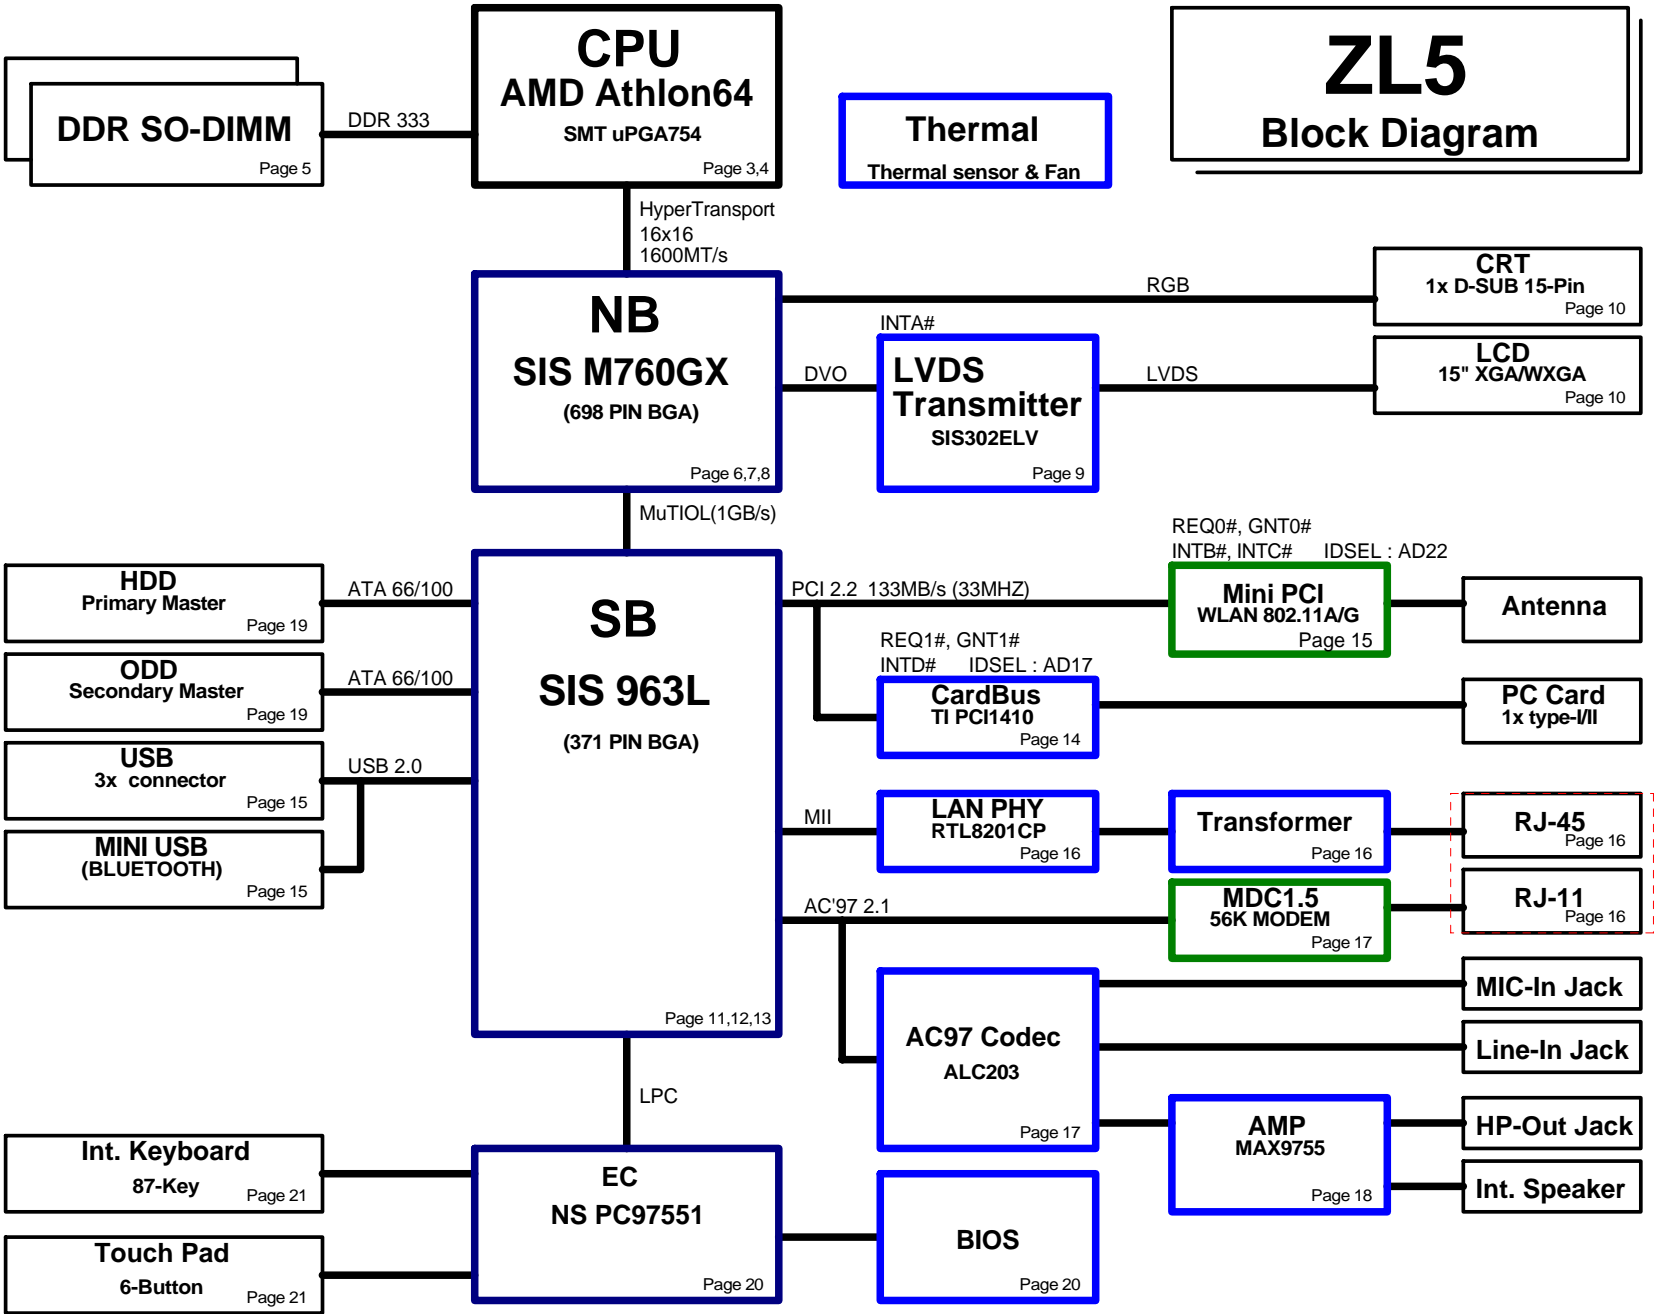 CPU
AMD Athlon64
SMT uPGA754
Page 3,4
ZL5
Block Diagram
DDR SO-DIMM
Page 5
DDR 333
Thermal
Thermal sensor & Fan
HyperTransport
16x16
1600MT/s
NB
SIS M760GX
(698 PIN BGA)
Page 6,7,8
RGB
CRT
1x D-SUB 15-Pin
Page 10
INTA#
DVO
LVDS
Transmitter
SIS302ELV
Page 9
LVDS
LCD
15" XGA/WXGA
Page 10
MuTIOL(1GB/s)
HDD
Primary Master
Page 19
ATA 66/100
ODD
Secondary Master
Page 19
ATA 66/100
USB
3x connector
Page 15
USB 2.0
MINI USB
(BLUETOOTH)
Page 15
SB
SIS 963L
(371 PIN BGA)
Page 11,12,13
PCI 2.2 133MB/s (33MHZ)
REQ0#, GNT0#
INTB#, INTC# IDSEL : AD22
Mini PCI
WLAN 802.11A/G
Page 15
Antenna
REQ1#, GNT1#
INTD# IDSEL : AD17
CardBus
TI PCI1410
Page 14
PC Card
1x type-I/II
MII
LAN PHY
RTL8201CP
Page 16
Transformer
Page 16
RJ-45
Page 16
AC'97 2.1
MDC1.5
56K MODEM
Page 17
RJ-11
Page 16
AC97 Codec
ALC203
Page 17
MIC-In Jack
Line-In Jack
AMP
MAX9755
Page 18
HP-Out Jack
Int. Speaker
LPC
Int. Keyboard
87-Key
Page 21
Touch Pad
6-Button
Page 21
EC
NS PC97551
Page 20
BIOS
Page 20